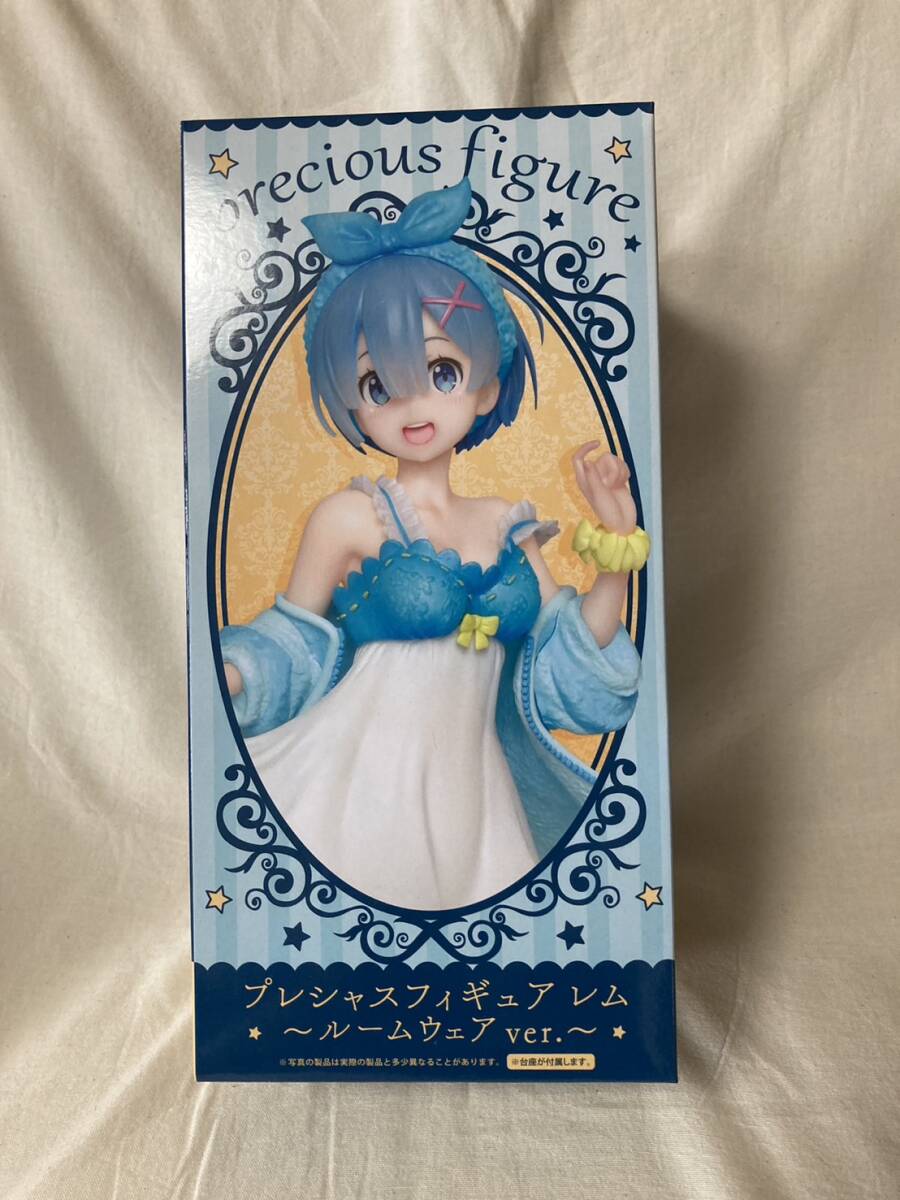 precious figure
プレシャスフィギュア レム
～ルームウェア ver.～
※写真の製品は実際の製品と多少異なることがあります。 ※台座が付属します。